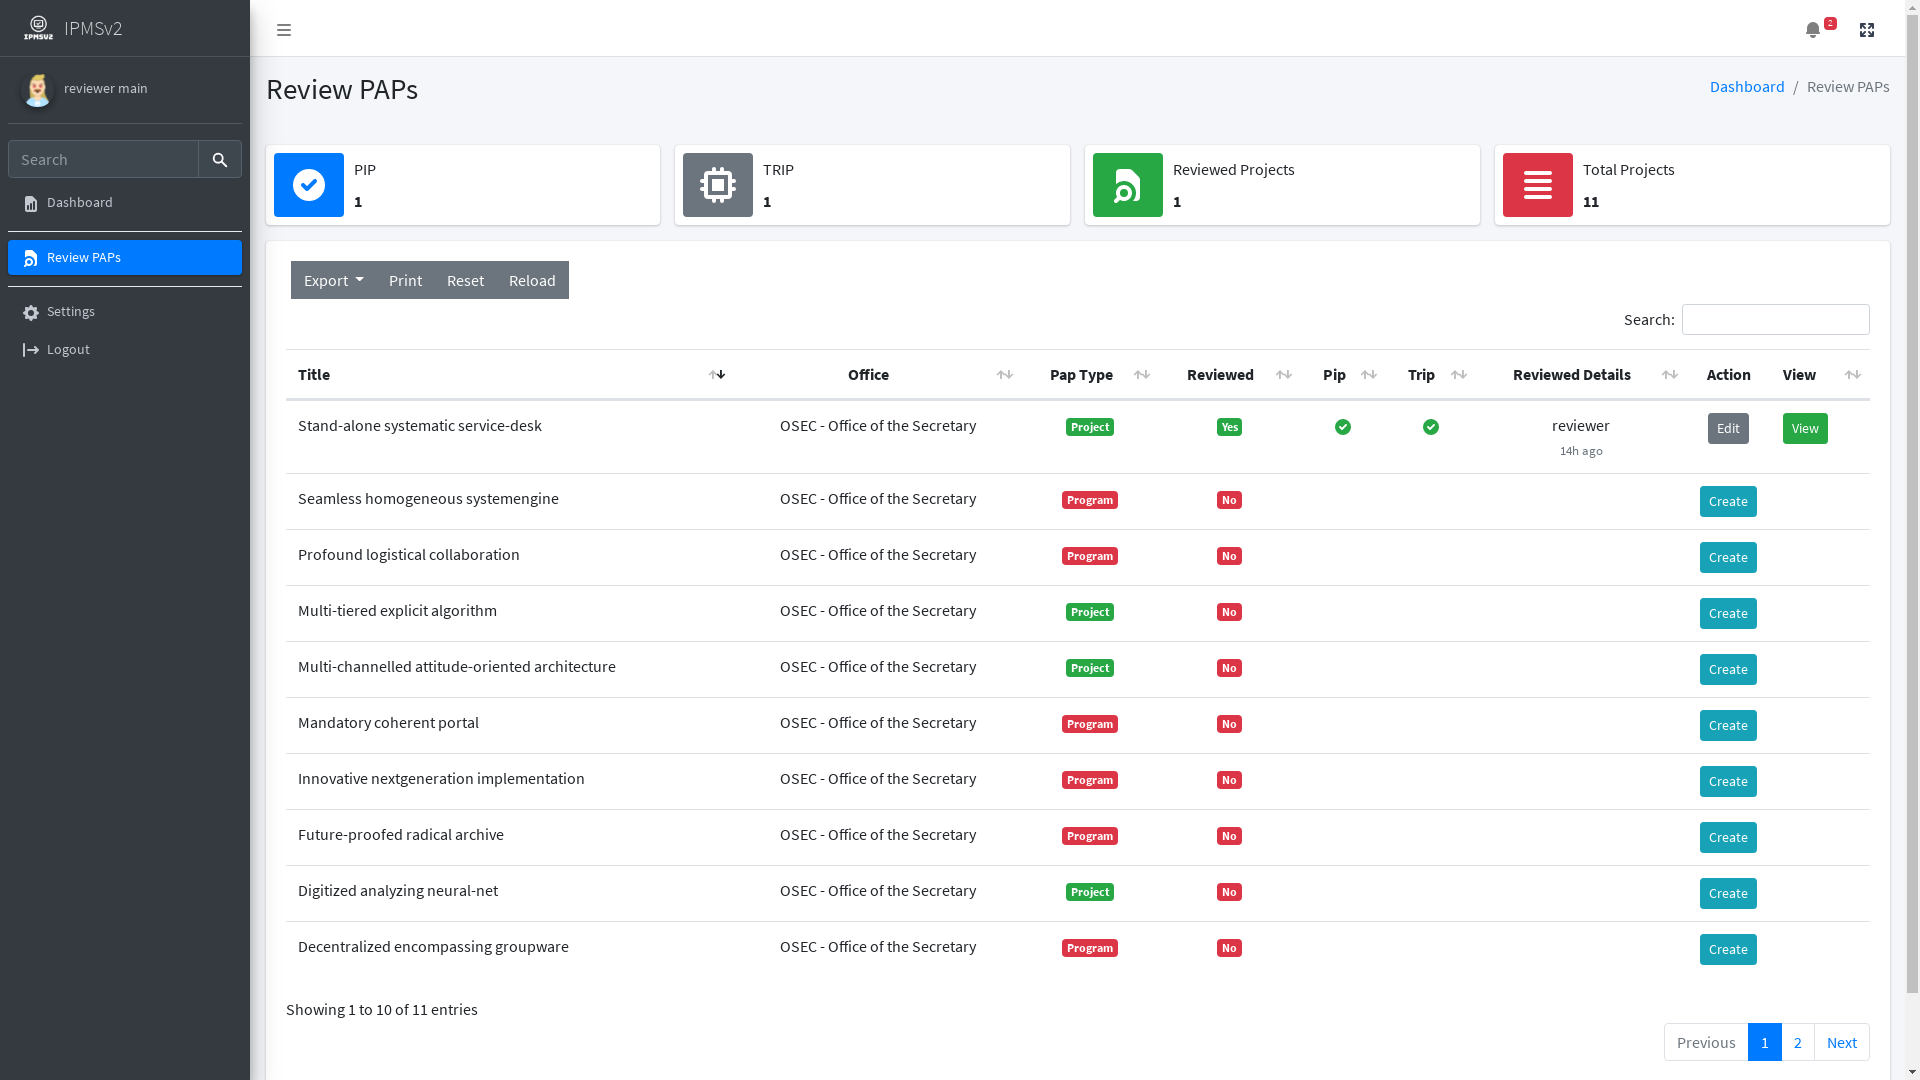 IPMSv2
IPMSV2
2
reviewer main
Review PAPs
Dashboard / Review PAPs
Search
Dashboard
Review PAPs
Settings
Logout
PIP
1
TRIP
1
Reviewed Projects
1
Total Projects
11
Export Print Reset Reload
Search:
Title Office Pap Type Reviewed Pip Trip Reviewed Details Action View
Stand-alone systematic service-desk OSEC - Office of the Secretary Project Yes reviewer Edit View
14h ago
Seamless homogeneous systemengine OSEC - Office of the Secretary Program No Create
Profound logistical collaboration OSEC - Office of the Secretary Program No Create
Multi-tiered explicit algorithm OSEC - Office of the Secretary Project No Create
Multi-channelled attitude-oriented architecture OSEC - Office of the Secretary Project No Create
Mandatory coherent portal OSEC - Office of the Secretary Program No Create
Innovative nextgeneration implementation OSEC - Office of the Secretary Program No Create
Future-proofed radical archive OSEC - Office of the Secretary Program No Create
Digitized analyzing neural-net OSEC - Office of the Secretary Project No Create
Decentralized encompassing groupware OSEC - Office of the Secretary Program No Create
Showing 1 to 10 of 11 entries
Previous 1 2 Next